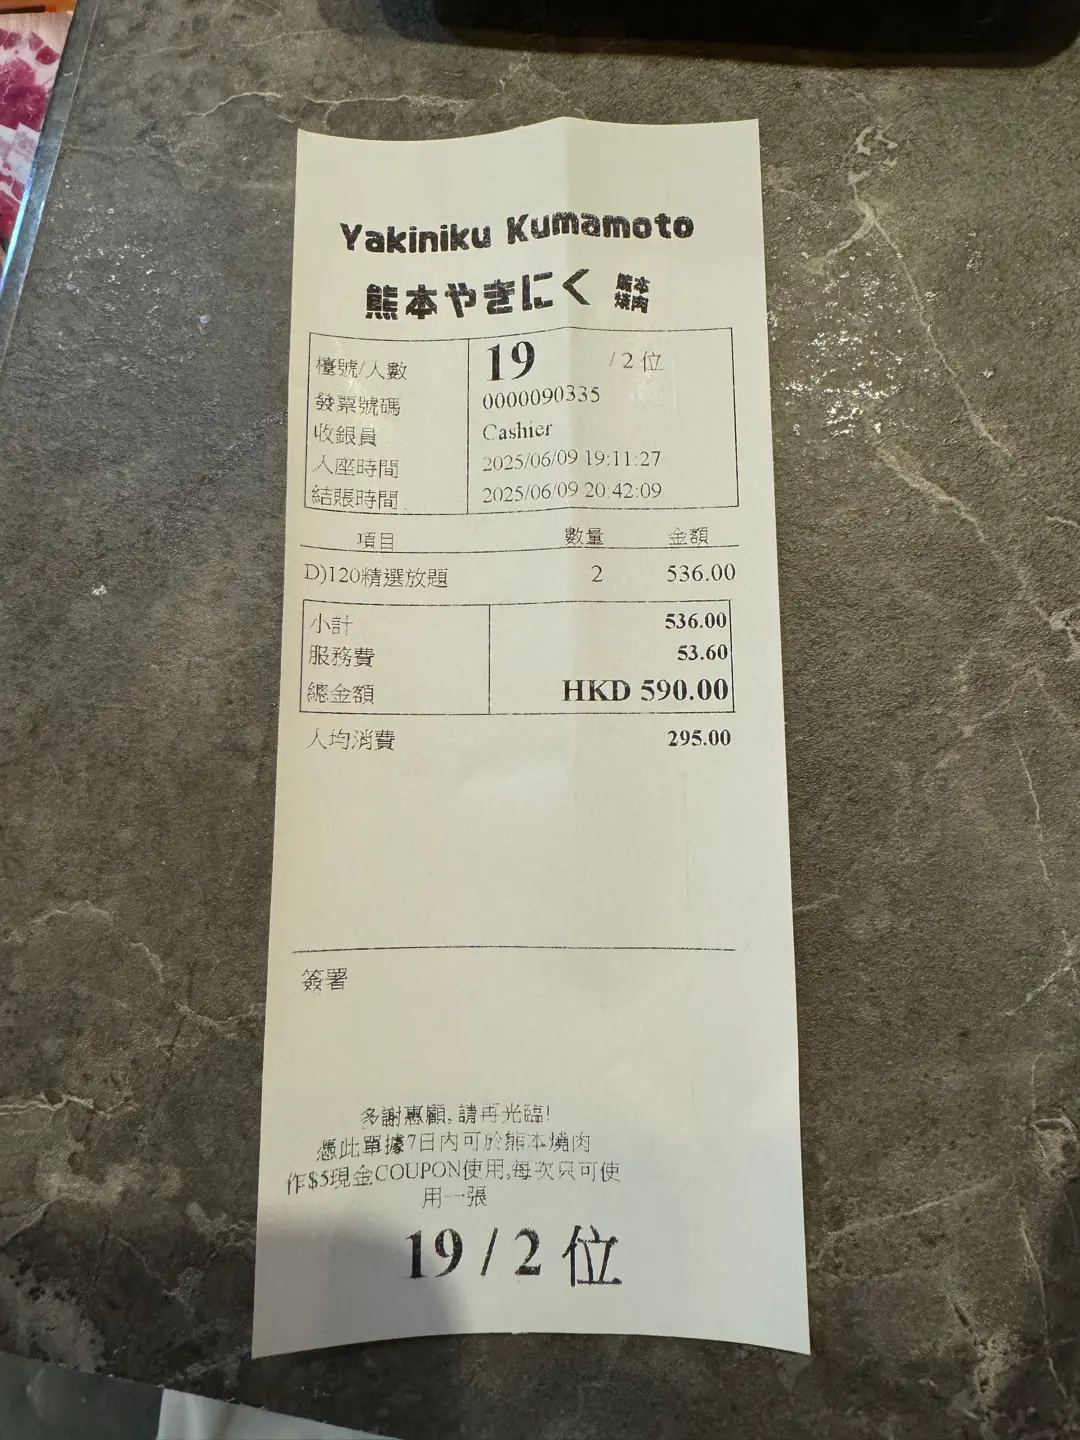 Yakiniku Kumamoto
熊本やきにく 熊本燒肉
檯號/人數 19 /2 位
發票號碼 0000090335
收銀員 Cashier
入座時間 2025/06/09 19:11:27
結賬時間 2025/06/09 20:42:09
項目 數量 金額
D)120精選放題 2 536.00
小計 536.00
服務費 53.60
總金額 HKD 590.00
人均消費 295.00
簽署
多謝惠顧, 請再光臨!
憑此單據7日內可於熊本燒肉
作$5現金COUPON使用,每次只可使
用一張
19 / 2 位